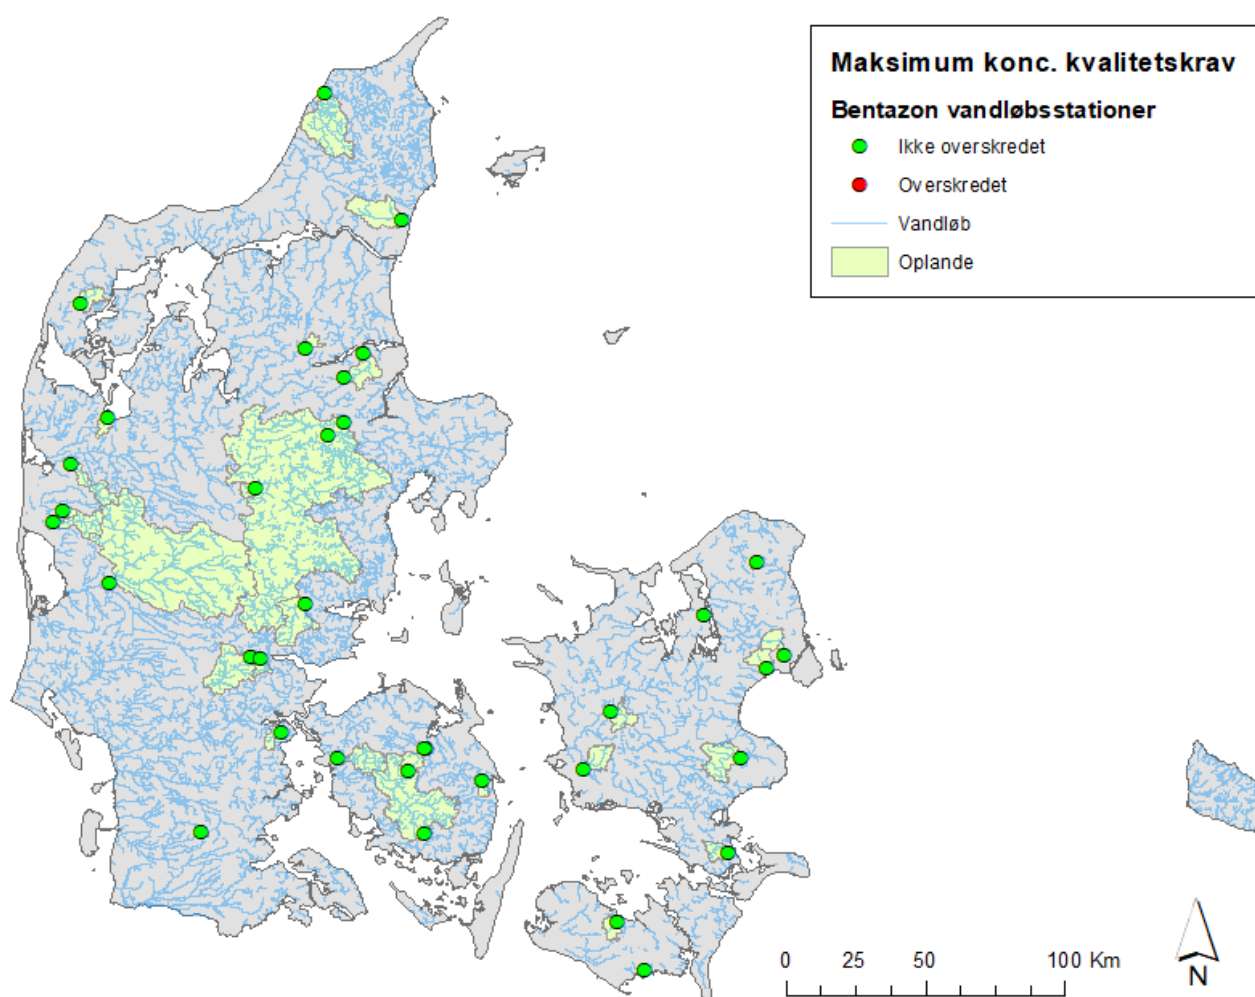 Maksimum konc. kvalitetskrav
Bentazon vandløbsstationer
Ikke overskredet
Overskredet
Vandløb
Oplande
0 25 50 100 Km
N